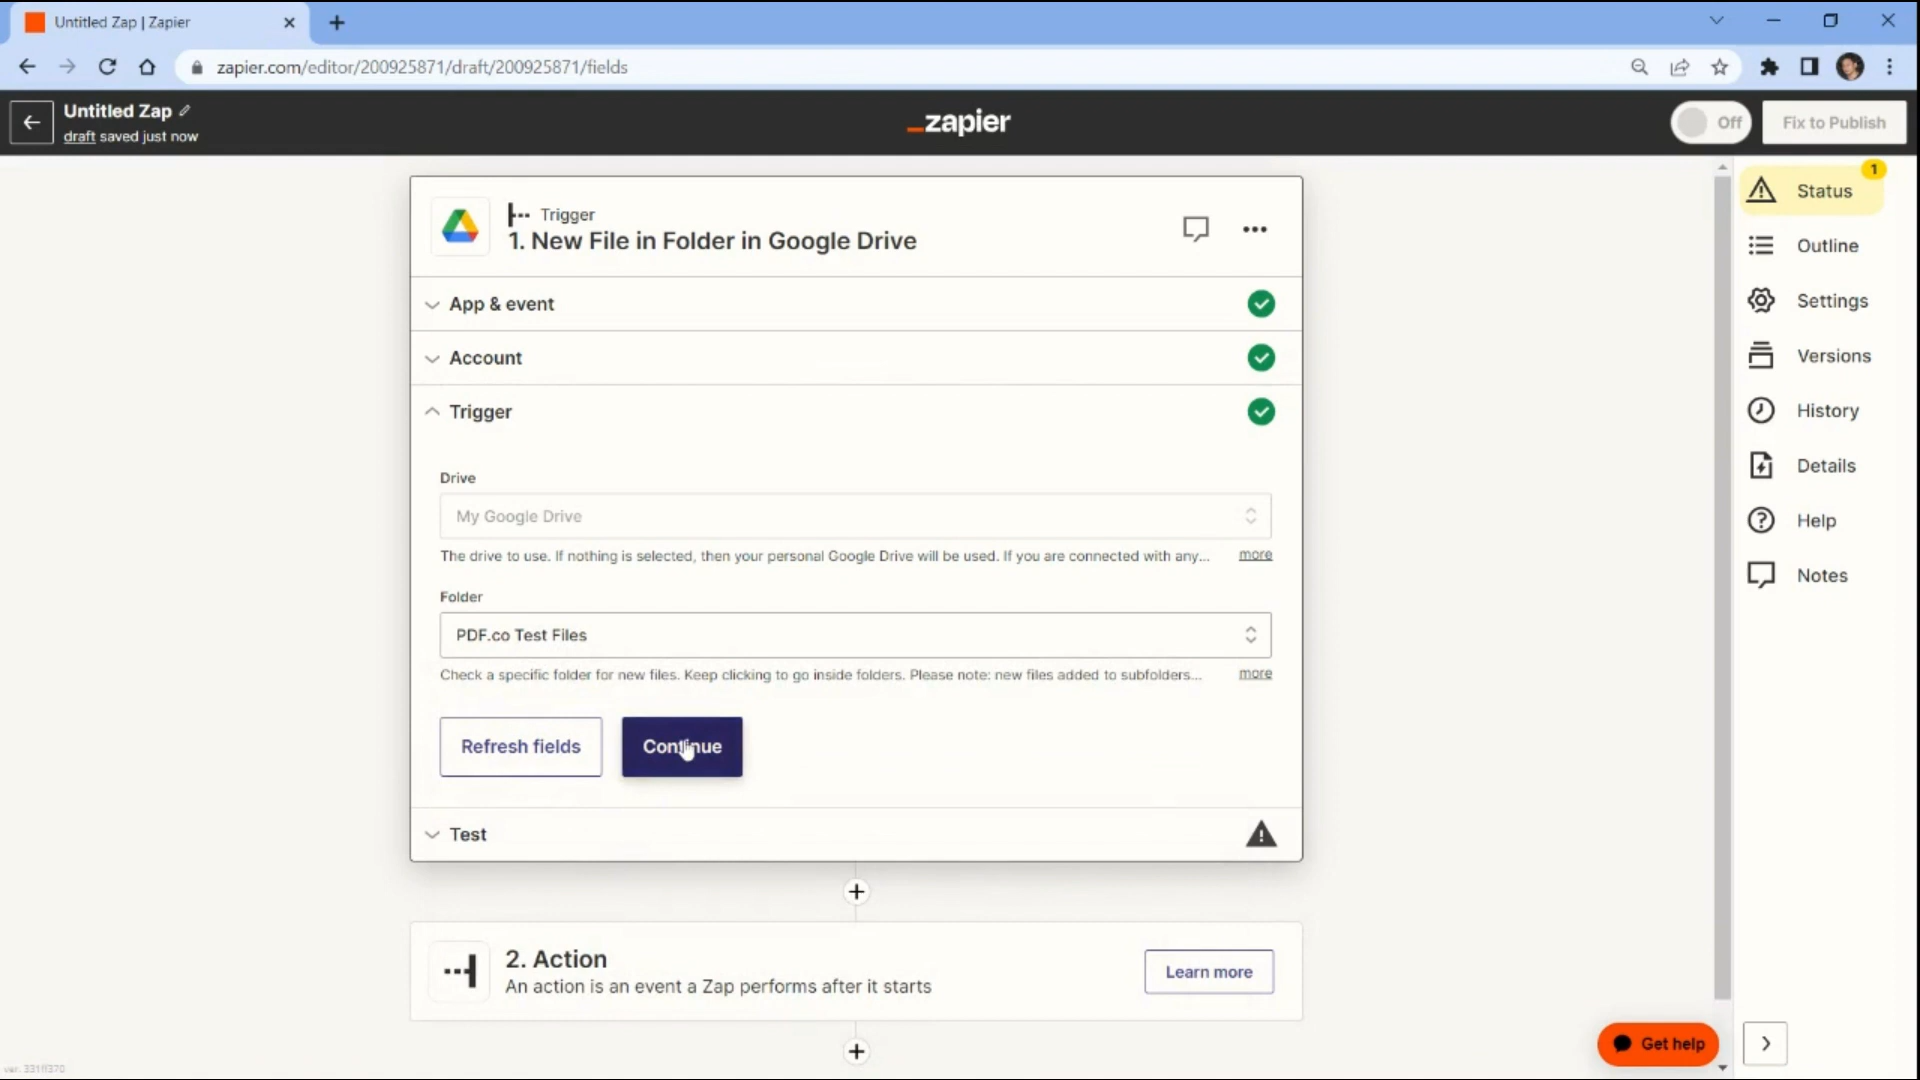 Untitled Zap | Zapier
zapier.com/editor/200925871/draft/200925871/fields
Untitled Zap
draft saved just now
_zapier
Off
Fix to Publish
Trigger
1. New File in Folder in Google Drive
App & event
Account
Trigger
Drive
My Google Drive
The drive to use. If nothing is selected, then your personal Google Drive will be used. If you are connected with any... more
Folder
PDF.co Test Files
Check a specific folder for new files. Keep clicking to go inside folders. Please note: new files added to subfolders... more
Refresh fields
Continue
Test
2. Action
An action is an event a Zap performs after it starts
Learn more
1
Status
Outline
Settings
Versions
History
Details
Help
Notes
Get help
ver. 331ff370